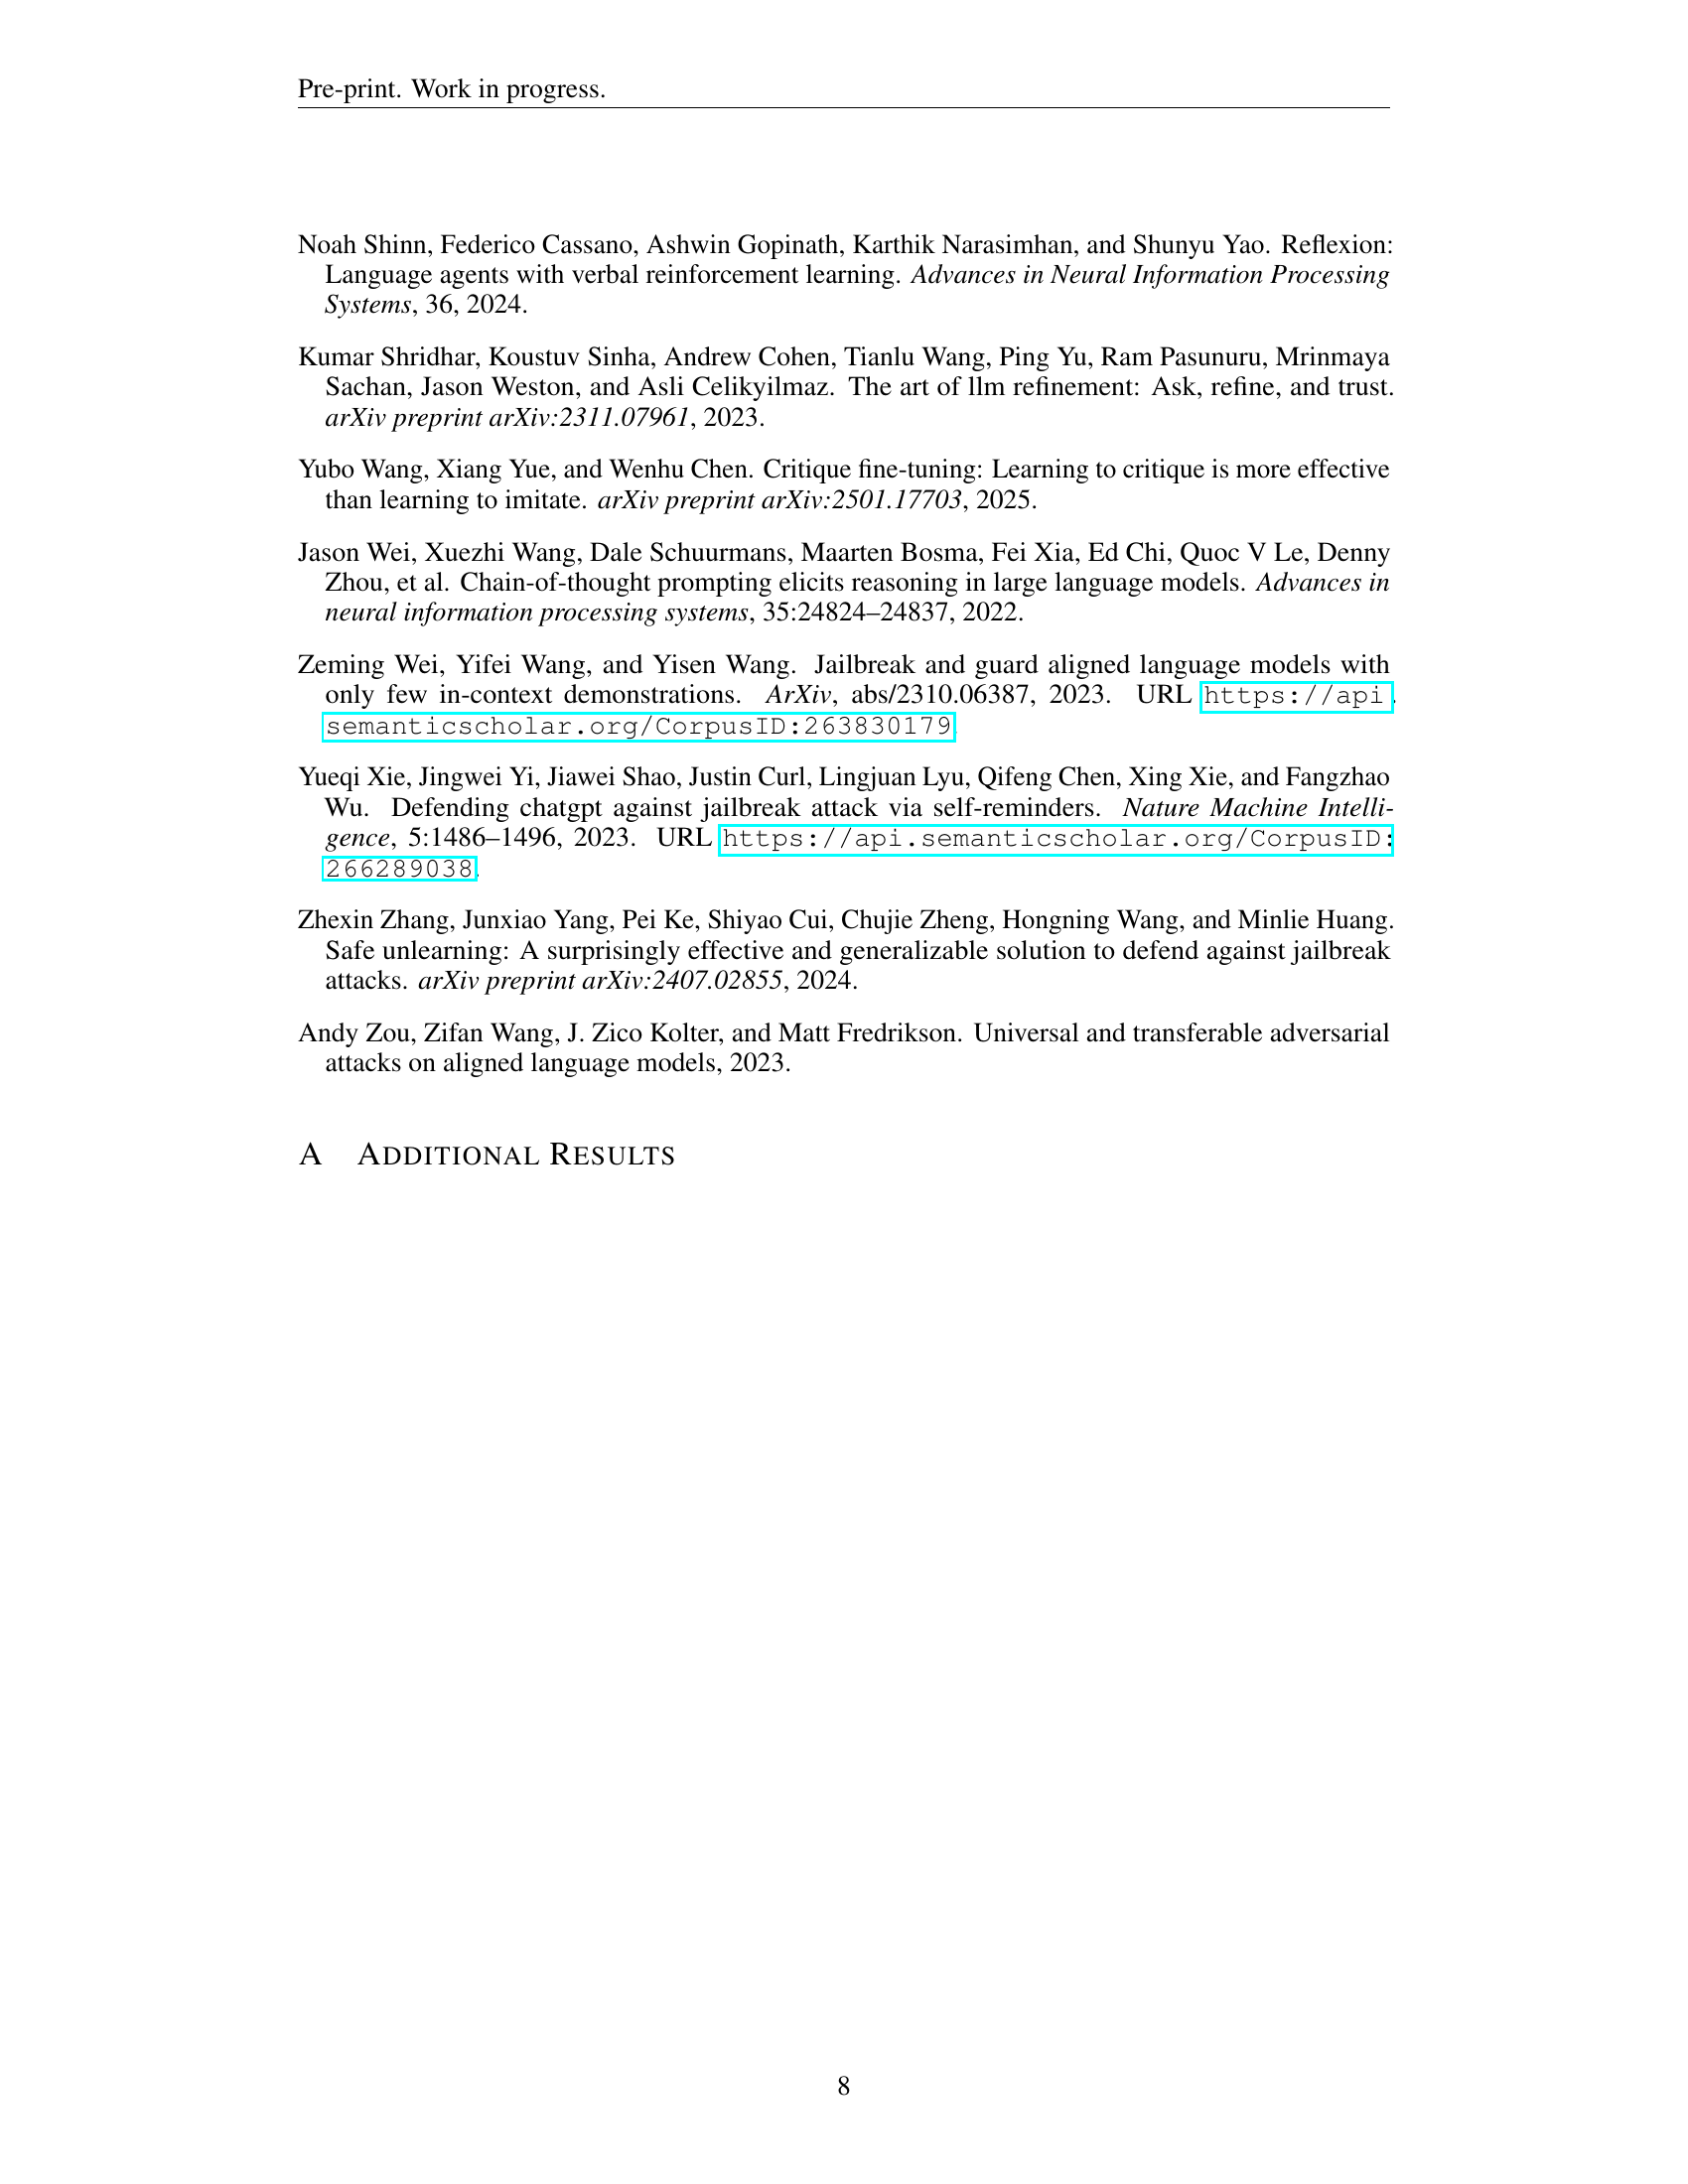 Pre-print. Work in progress.
Noah Shinn, Federico Cassano, Ashwin Gopinath, Karthik Narasimhan, and Shunyu Yao. Reflexion:
Language agents with verbal reinforcement learning. Advances in Neural Information Processing
Systems, 36, 2024.
Kumar Shridhar, Koustuv Sinha, Andrew Cohen, Tianlu Wang, Ping Yu, Ram Pasunuru, Mrinmaya
Sachan, Jason Weston, and Asli Celikyilmaz. The art of llm refinement: Ask, refine, and trust.
arXiv preprint arXiv:2311.07961, 2023.
Yubo Wang, Xiang Yue, and Wenhu Chen. Critique fine-tuning: Learning to critique is more effective
than learning to imitate. arXiv preprint arXiv:2501.17703, 2025.
Jason Wei, Xuezhi Wang, Dale Schuurmans, Maarten Bosma, Fei Xia, Ed Chi, Quoc V Le, Denny
Zhou, et al. Chain-of-thought prompting elicits reasoning in large language models. Advances in
neural information processing systems, 35:24824–24837, 2022.
Zeming Wei, Yifei Wang, and Yisen Wang. Jailbreak and guard aligned language models with
only few in-context demonstrations. ArXiv, abs/2310.06387, 2023. URL https://api.
semanticscholar.org/CorpusID:263830179.
Yueqi Xie, Jingwei Yi, Jiawei Shao, Justin Curl, Lingjuan Lyu, Qifeng Chen, Xing Xie, and Fangzhao
Wu. Defending chatgpt against jailbreak attack via self-reminders. Nature Machine Intelli-
gence, 5:1486–1496, 2023. URL https://api.semanticscholar.org/CorpusID:
266289038.
Zhexin Zhang, Junxiao Yang, Pei Ke, Shiyao Cui, Chujie Zheng, Hongning Wang, and Minlie Huang.
Safe unlearning: A surprisingly effective and generalizable solution to defend against jailbreak
attacks. arXiv preprint arXiv:2407.02855, 2024.
Andy Zou, Zifan Wang, J. Zico Kolter, and Matt Fredrikson. Universal and transferable adversarial
attacks on aligned language models, 2023.
A ADDITIONAL RESULTS
8